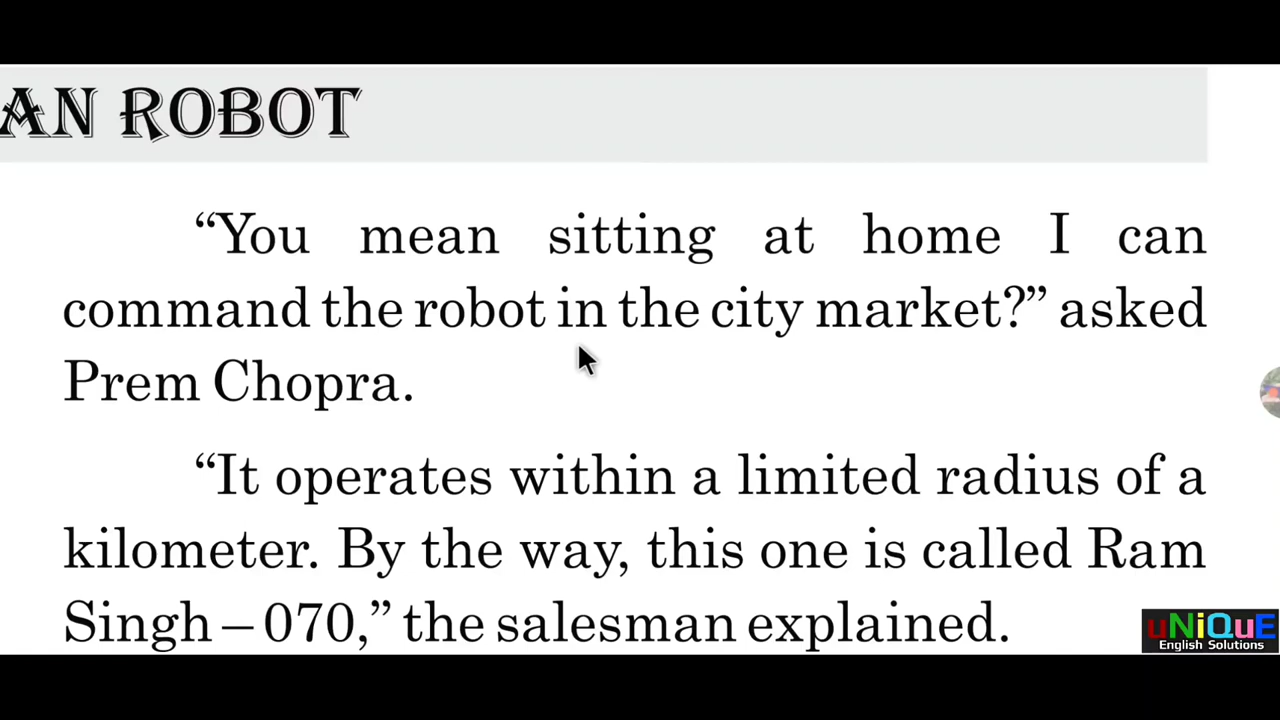 AN ROBOT
“You mean sitting at home I can
command the robot in the city market?” asked
Prem Chopra.
“It operates within a limited radius of a
kilometer. By the way, this one is called Ram
Singh – 070,” the salesman explained.
uNiQuE
English Solutions